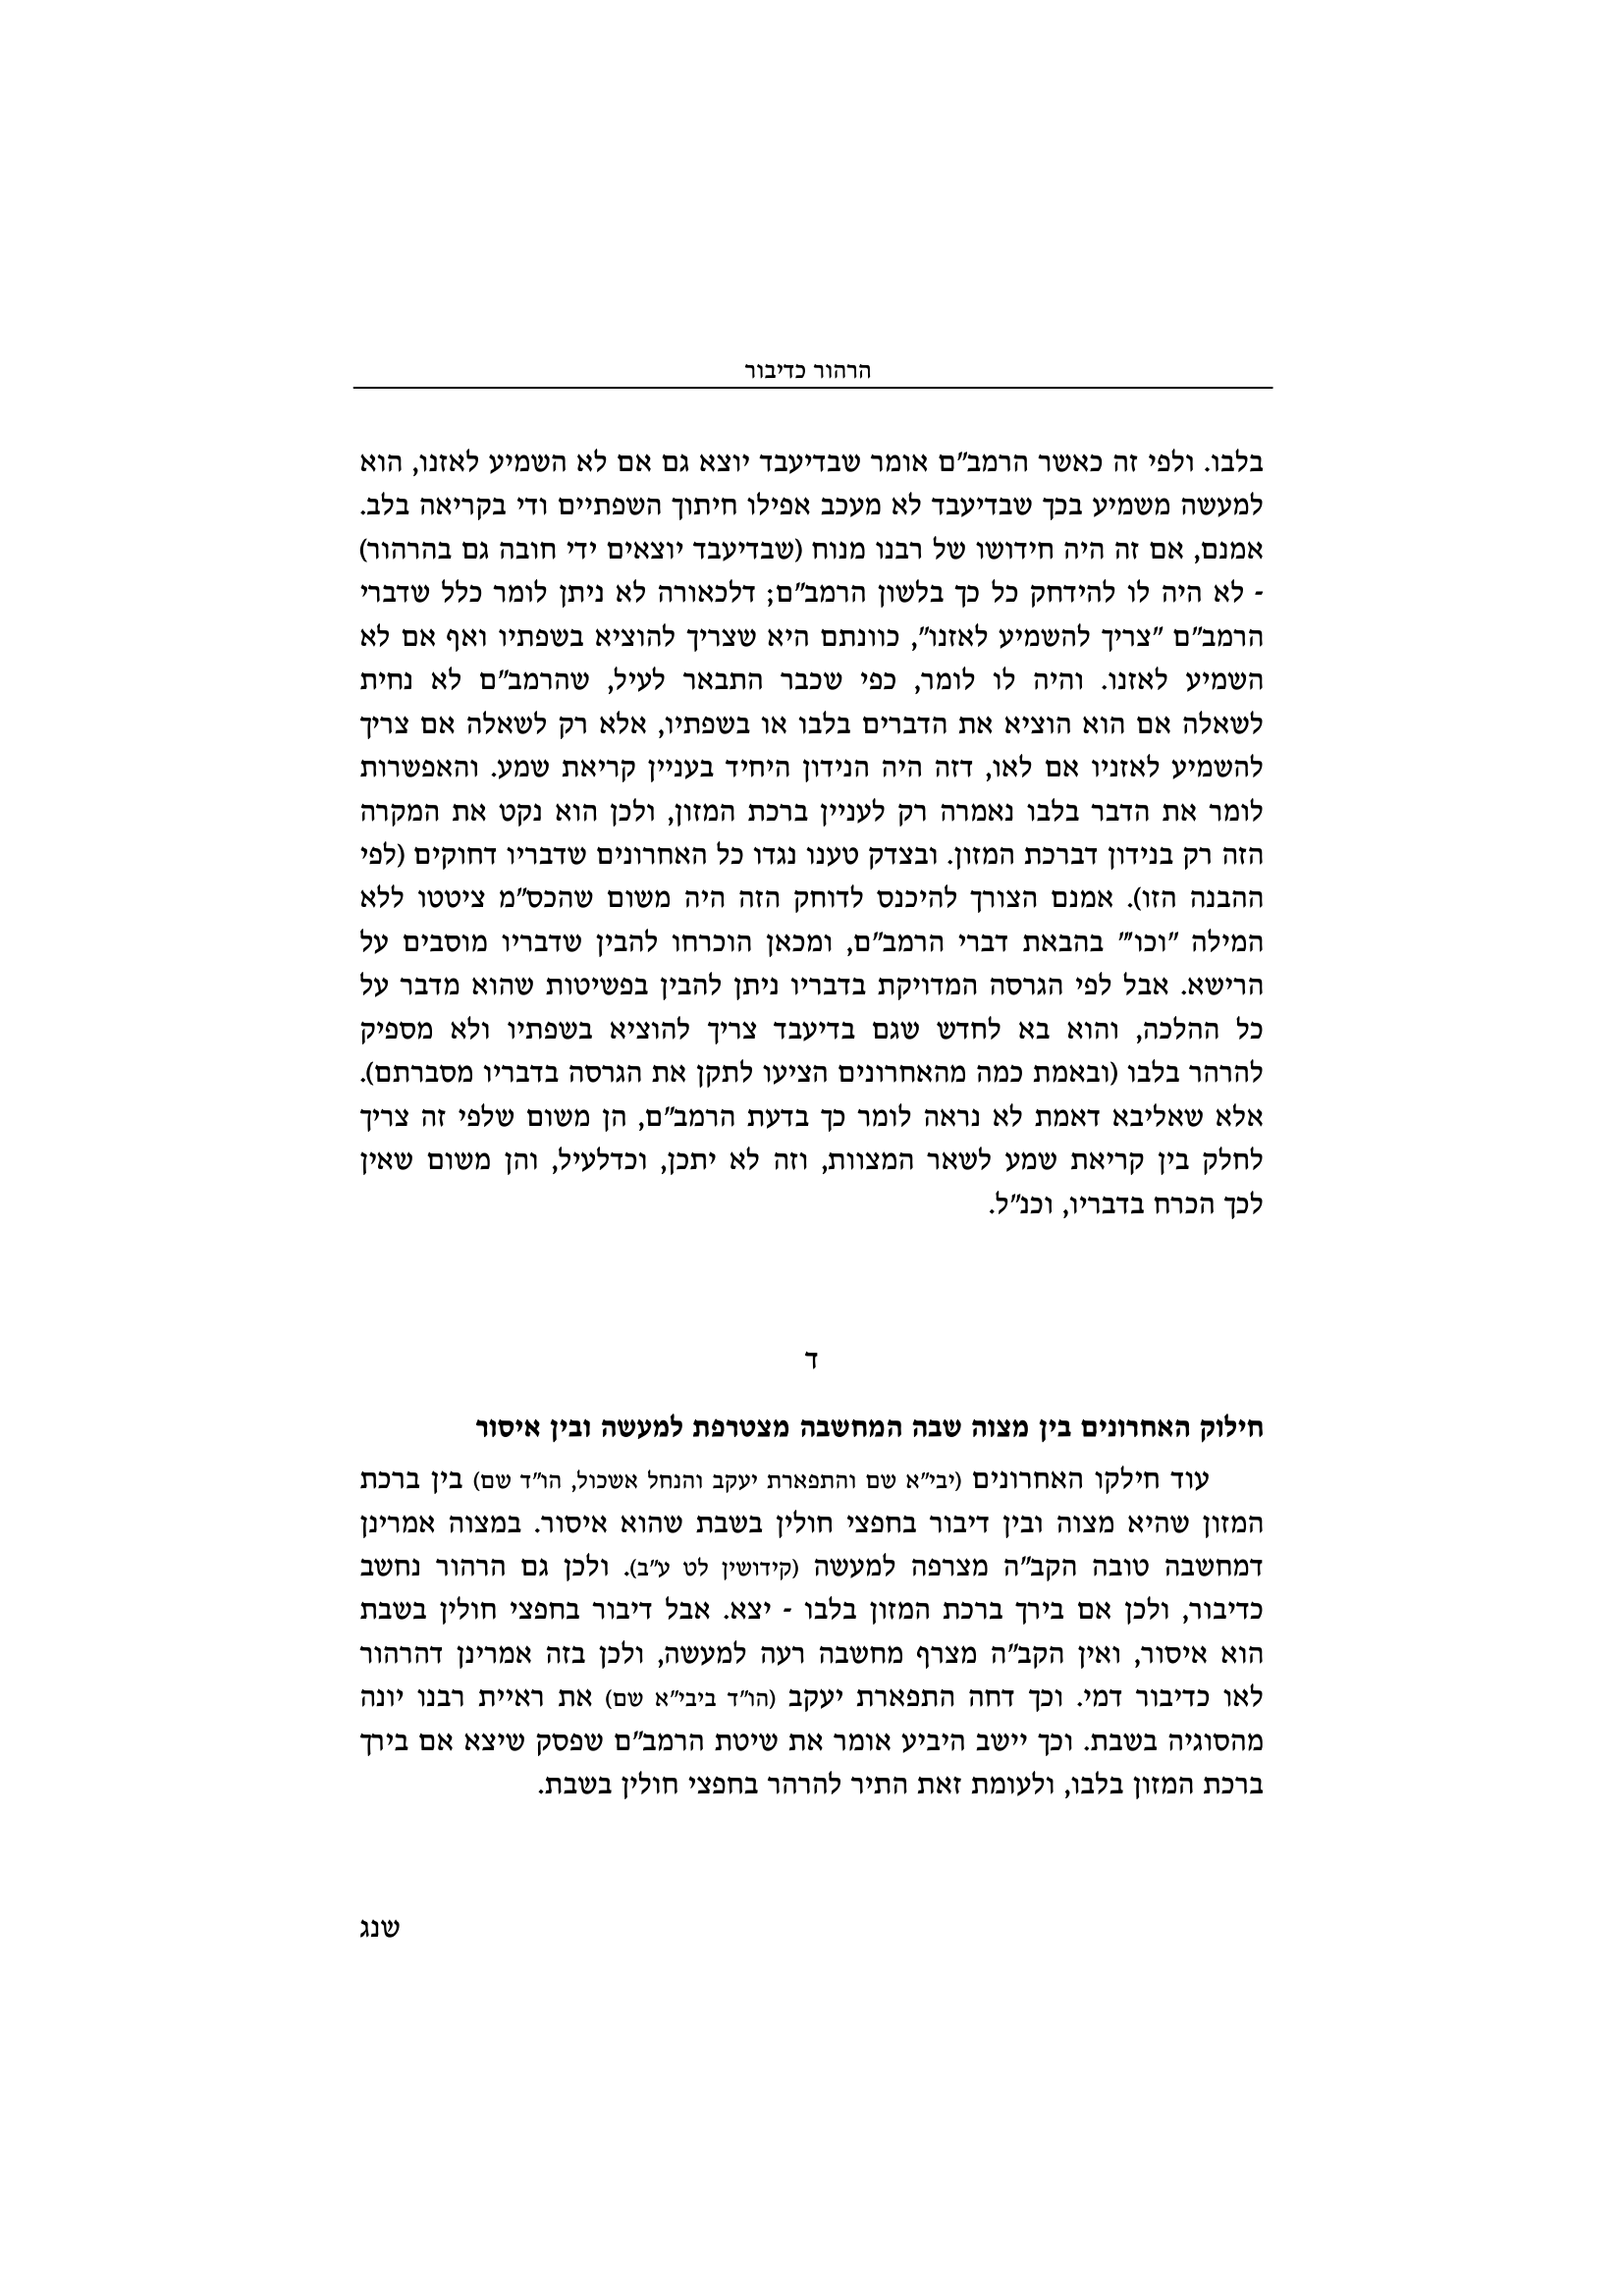 הרהור כדיבור
בלבו. ולפי זה כאשר הרמב"ם אומר שבדיעבד יוצא גם אם לא השמיע לאזנו, הוא
למעשה משמיע בכך שבדיעבד לא מעכב אפילו חיתוך השפתיים ודי בקריאה בלב.
אמנם, אם זה היה חידושו של רבנו מנוח (שבדיעבד יוצאים ידי חובה גם בהרהור)
- לא היה לו להידחק כל כך בלשון הרמב"ם; דלכאורה לא ניתן לומר כלל שדברי
הרמב"ם "צריך להשמיע לאזנו", כוונתם היא שצריך להוציא בשפתיו ואף אם לא
השמיע לאזנו. והיה לו לומר, כפי שכבר התבאר לעיל, שהרמב"ם לא נחית
לשאלה אם הוא הוציא את הדברים בלבו או בשפתיו, אלא רק לשאלה אם צריך
להשמיע לאזניו אם לאו, דזה היה הנידון היחיד בעניין קריאת שמע. והאפשרות
לומר את הדבר בלבו נאמרה רק לעניין ברכת המזון, ולכן הוא נקט את המקרה
הזה רק בנידון דברכת המזון. ובצדק טענו נגדו כל האחרונים שדבריו דחוקים (לפי
ההבנה הזו). אמנם הצורך להיכנס לדוחק הזה היה משום שהכס"מ ציטטו ללא
המילה "וכו'" בהבאת דברי הרמב"ם, ומכאן הוכרחו להבין שדבריו מוסבים על
הרישא. אבל לפי הגרסה המדויקת בדבריו ניתן להבין בפשיטות שהוא מדבר על
כל ההלכה, והוא בא לחדש שגם בדיעבד צריך להוציא בשפתיו ולא מספיק
להרהר בלבו (ובאמת כמה מהאחרונים הציעו לתקן את הגרסה בדבריו מסברתם).
אלא שאליבא דאמת לא נראה לומר כך בדעת הרמב"ם, הן משום שלפי זה צריך
לחלק בין קריאת שמע לשאר המצוות, וזה לא יתכן, וכדלעיל, והן משום שאין
לכך הכרח בדבריו, וכנ"ל.
ד
חילוק האחרונים בין מצוה שבה המחשבה מצטרפת למעשה ובין איסור
עוד חילקו האחרונים (יבי"א שם והתפארת יעקב והנחל אשכול, הו"ד שם) בין ברכת
המזון שהיא מצוה ובין דיבור בחפצי חולין בשבת שהוא איסור. במצוה אמרינן
דמחשבה טובה הקב"ה מצרפה למעשה (קידושין לט ע"ב). ולכן גם הרהור נחשב
כדיבור, ולכן אם בירך ברכת המזון בלבו - יצא. אבל דיבור בחפצי חולין בשבת
הוא איסור, ואין הקב"ה מצרף מחשבה רעה למעשה, ולכן בזה אמרינן דהרהור
לאו כדיבור דמי. וכך דחה התפארת יעקב (הו"ד ביבי"א שם) את ראיית רבנו יונה
מהסוגיה בשבת. וכך יישב היביע אומר את שיטת הרמב"ם שפסק שיצא אם בירך
ברכת המזון בלבו, ולעומת זאת התיר להרהר בחפצי חולין בשבת.
שנג